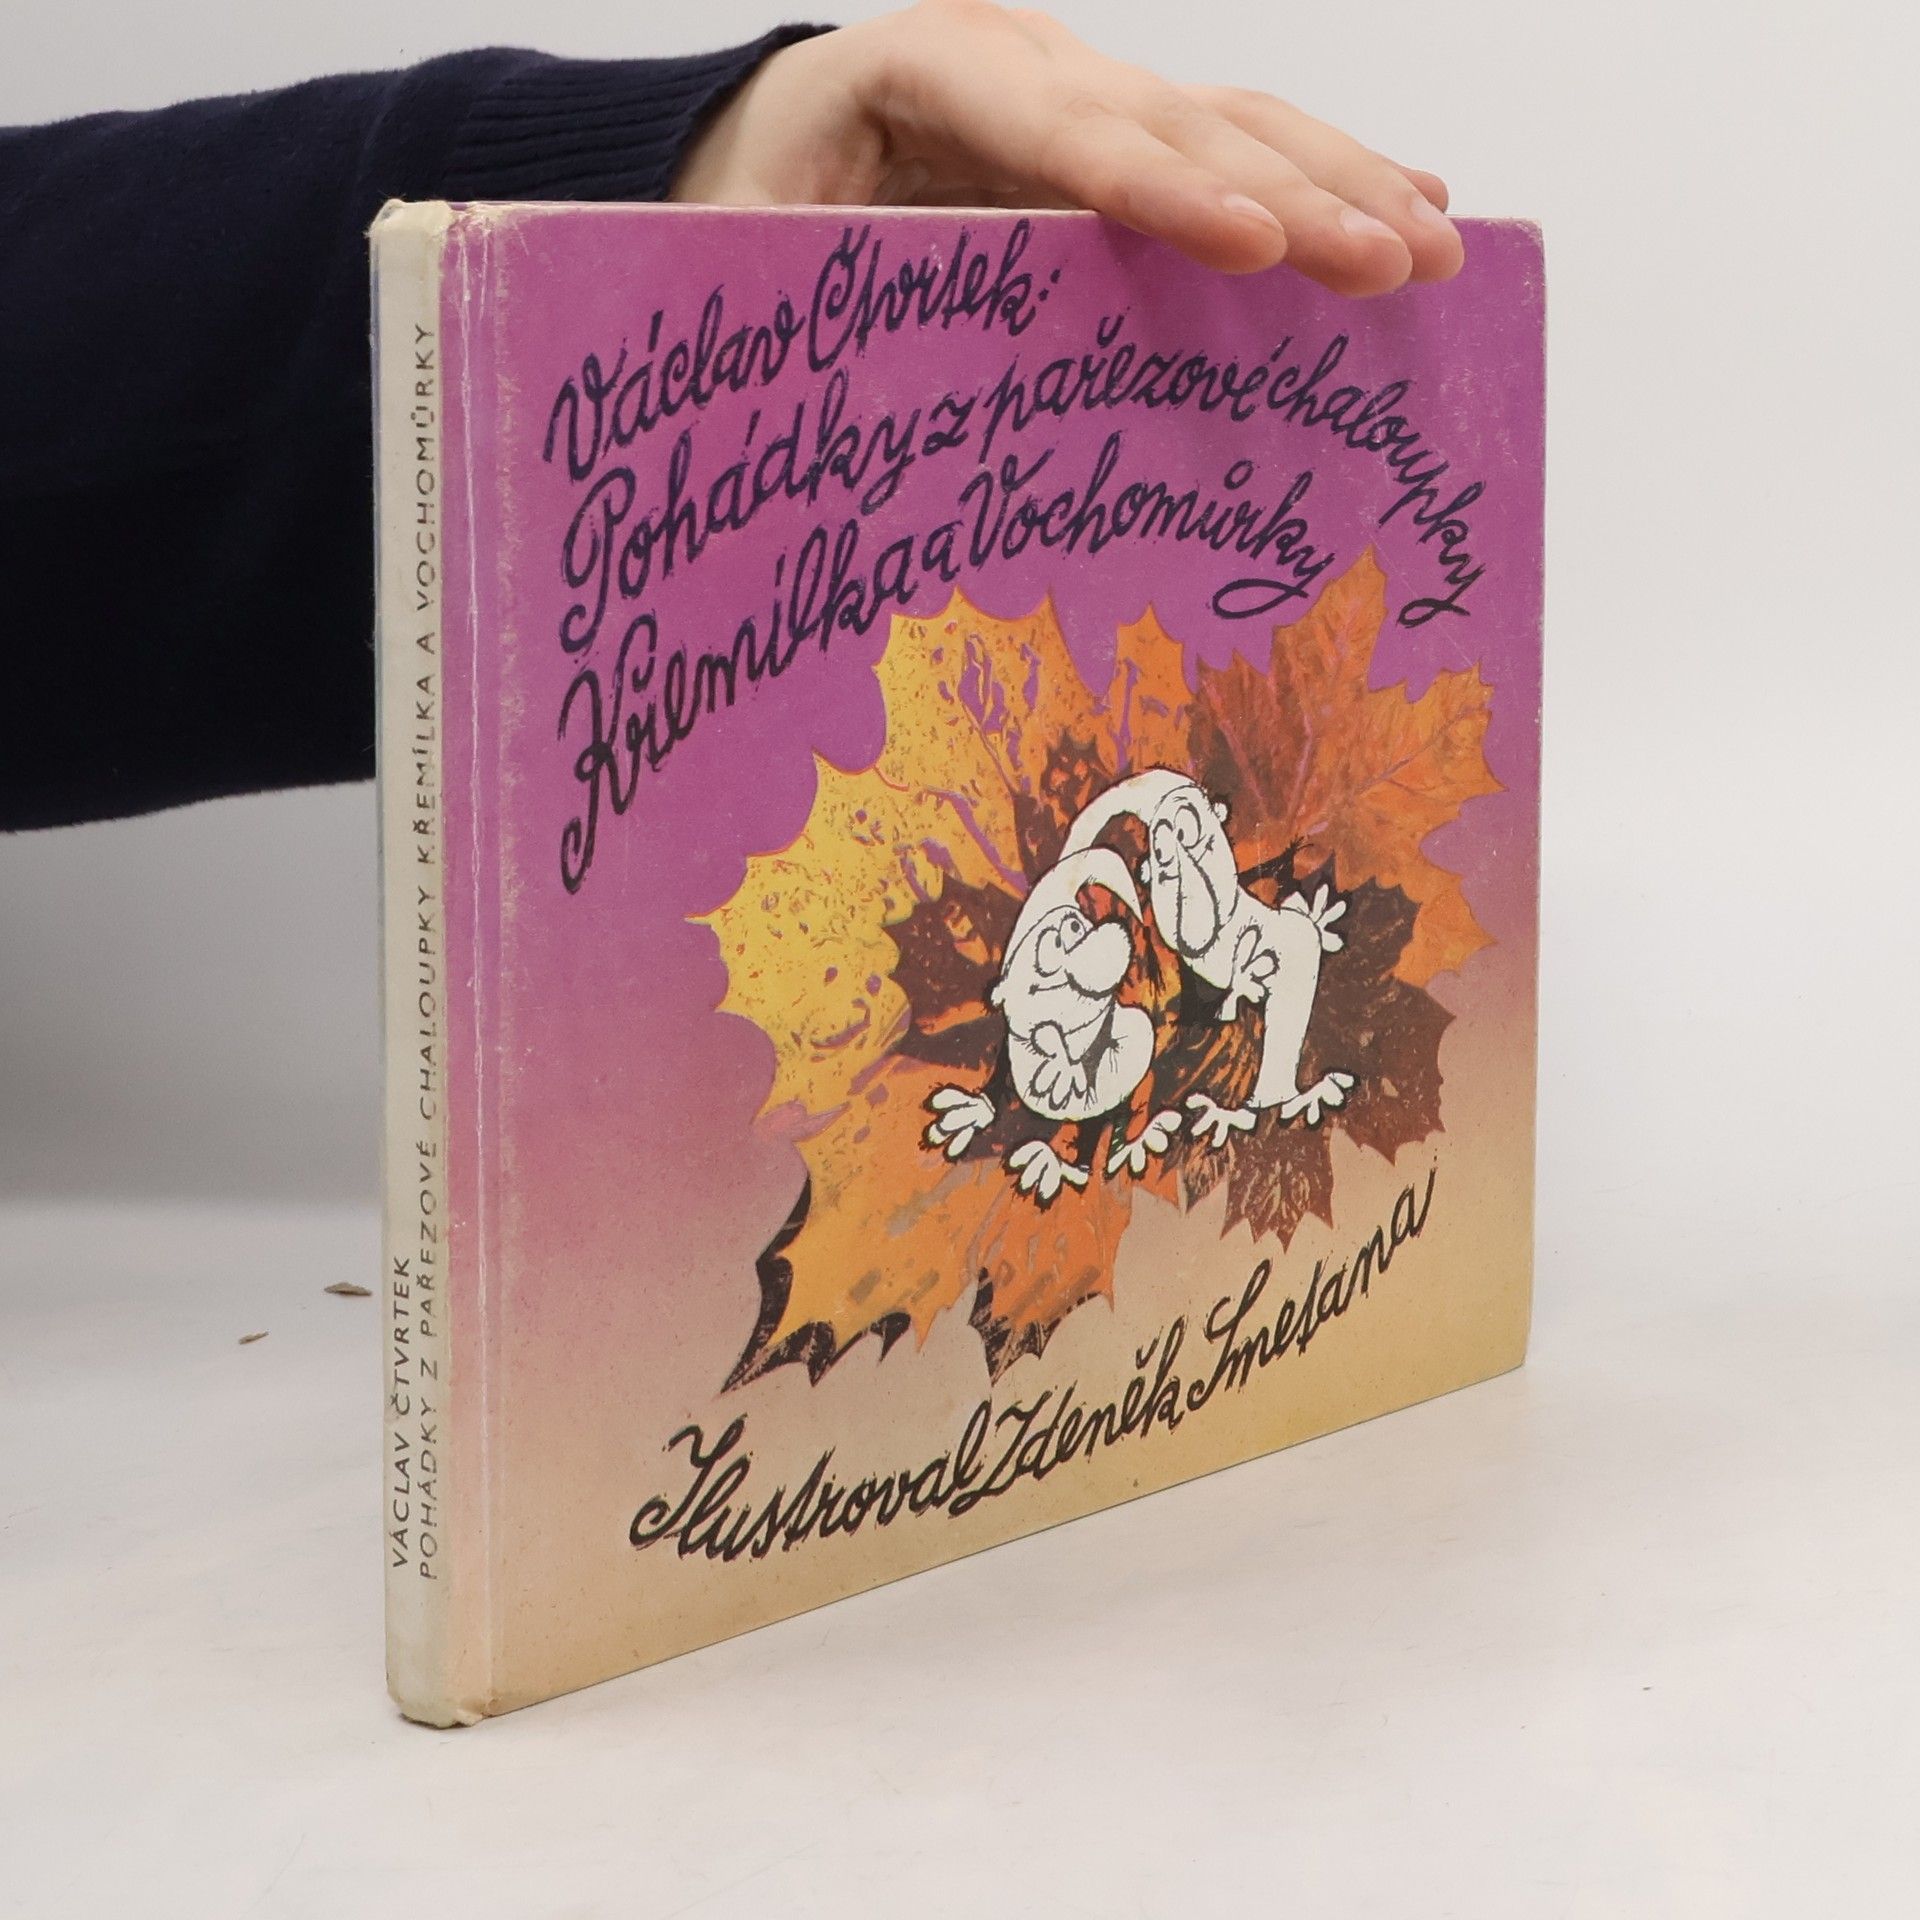 Václav Čtvrtek:
Pohádky z pařezové chaloupky
Křemílka a Vochomůrky
Ilustroval Zdeněk Smetana
VÁCLAV ČTVRTEK
POHÁDKY Z PAŘEZOVÉ CHALOUPKY KŘEMÍLKA A VOCHOMŮRKY